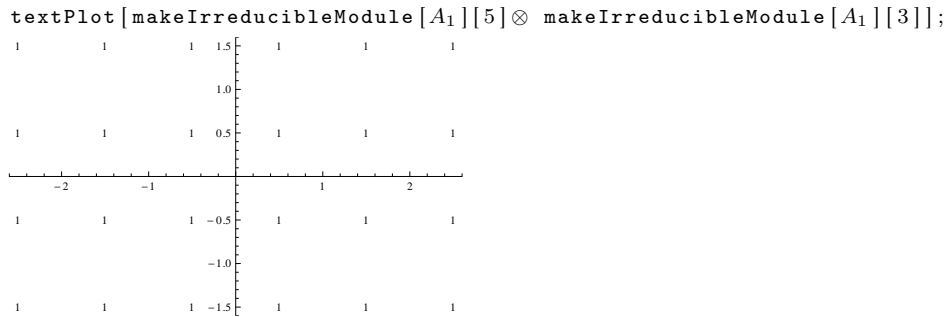 textPlot[makeIrreducibleModule[A₁][5]⊗ makeIrreducibleModule[A₁][3]];
1 1 1 1.5 1 1 1
1.0
1 1 1 0.5 1 1 1
-2 -1 1 2
1 1 1 -0.5 1 1 1
-1.0
1 1 1 -1.5 1 1 1